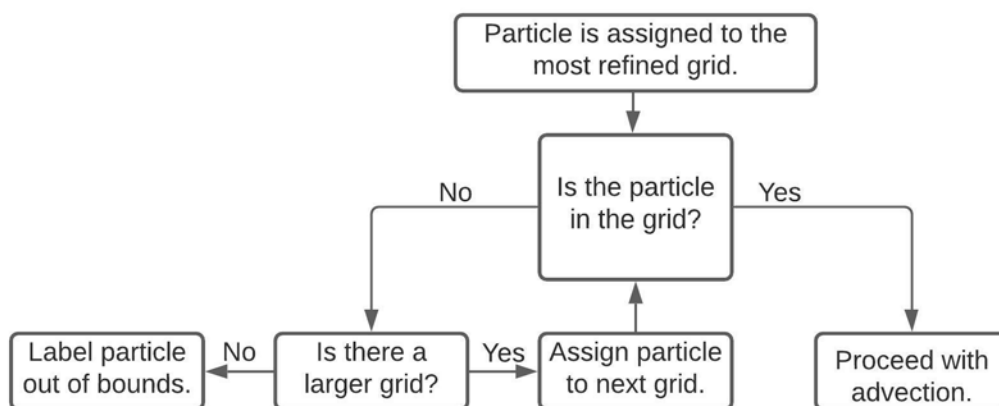 Particle is assigned to the
most refined grid.
No
Is the particle
in the grid?
Yes
Label particle
out of bounds.
No
Is there a
larger grid?
Yes
Assign particle
to next grid.
Proceed with
advection.